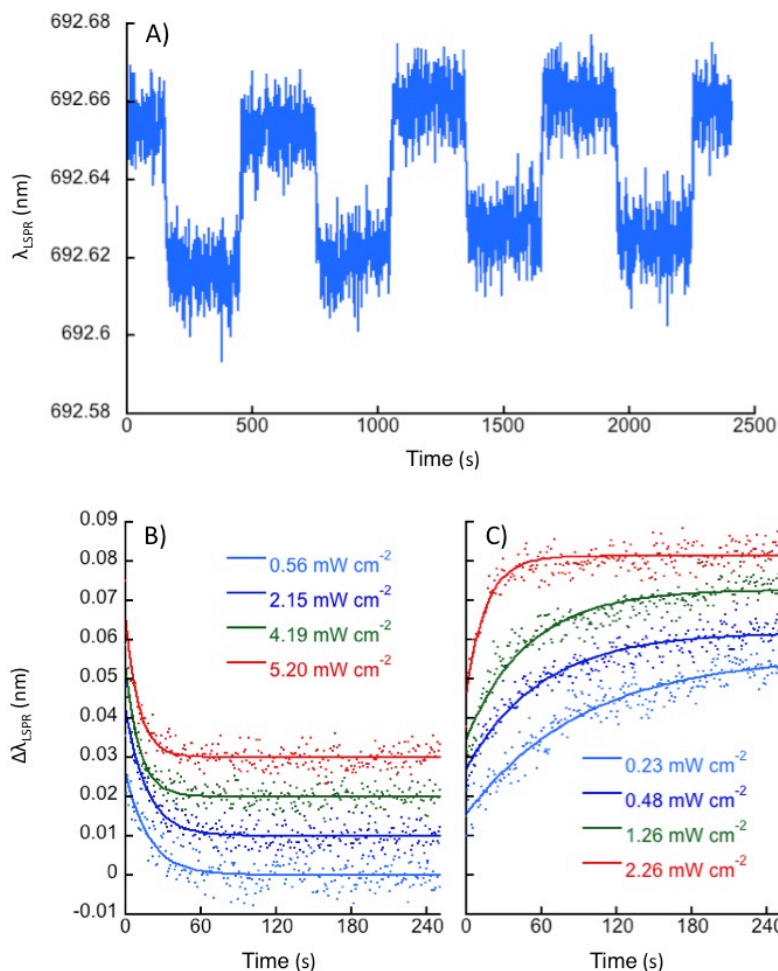 A)
692.68
692.66
692.64
692.62
692.6
692.58
λLSPR (nm)
0 500 1000 1500 2000 2500
Time (s)
B)
0.56 mW cm-2
2.15 mW cm-2
4.19 mW cm-2
5.20 mW cm-2
0.09
0.08
0.07
0.06
0.05
0.04
0.03
0.02
0.01
0
-0.01
ΔλLSPR (nm)
0 60 120 180 240
Time (s)
C)
0.23 mW cm-2
0.48 mW cm-2
1.26 mW cm-2
2.26 mW cm-2
0 60 120 180 240
Time (s)